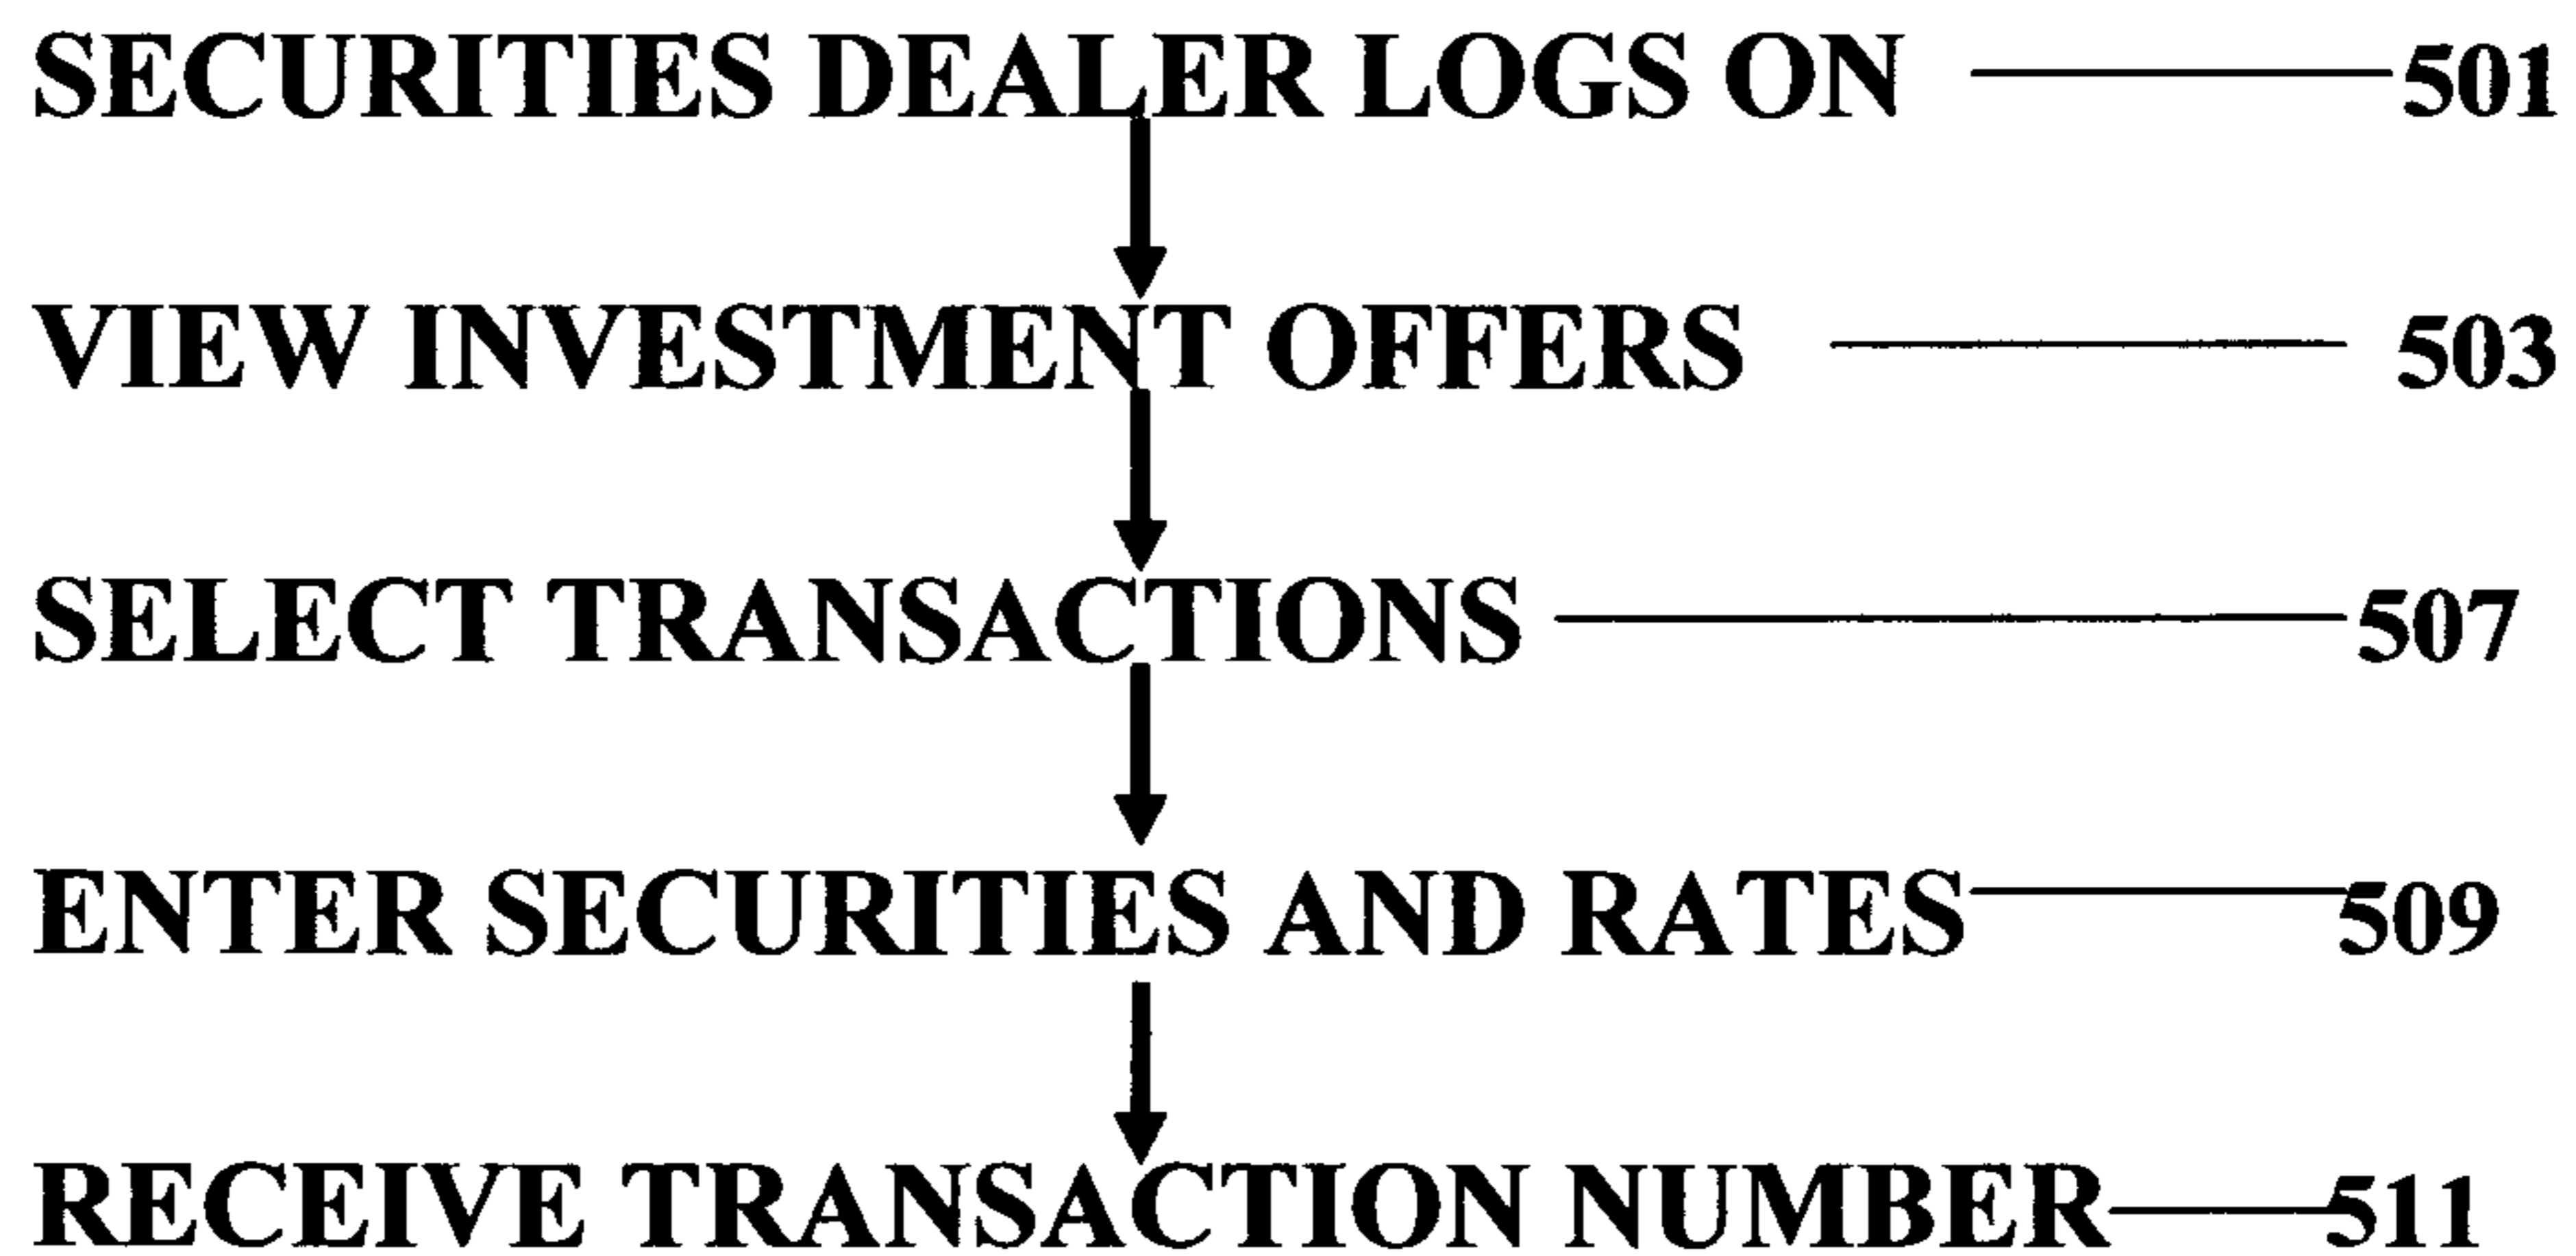 SECURITIES DEALER LOGS ON 501
VIEW INVESTMENT OFFERS 503
SELECT TRANSACTIONS 507
ENTER SECURITIES AND RATES 509
RECEIVE TRANSACTION NUMBER 511